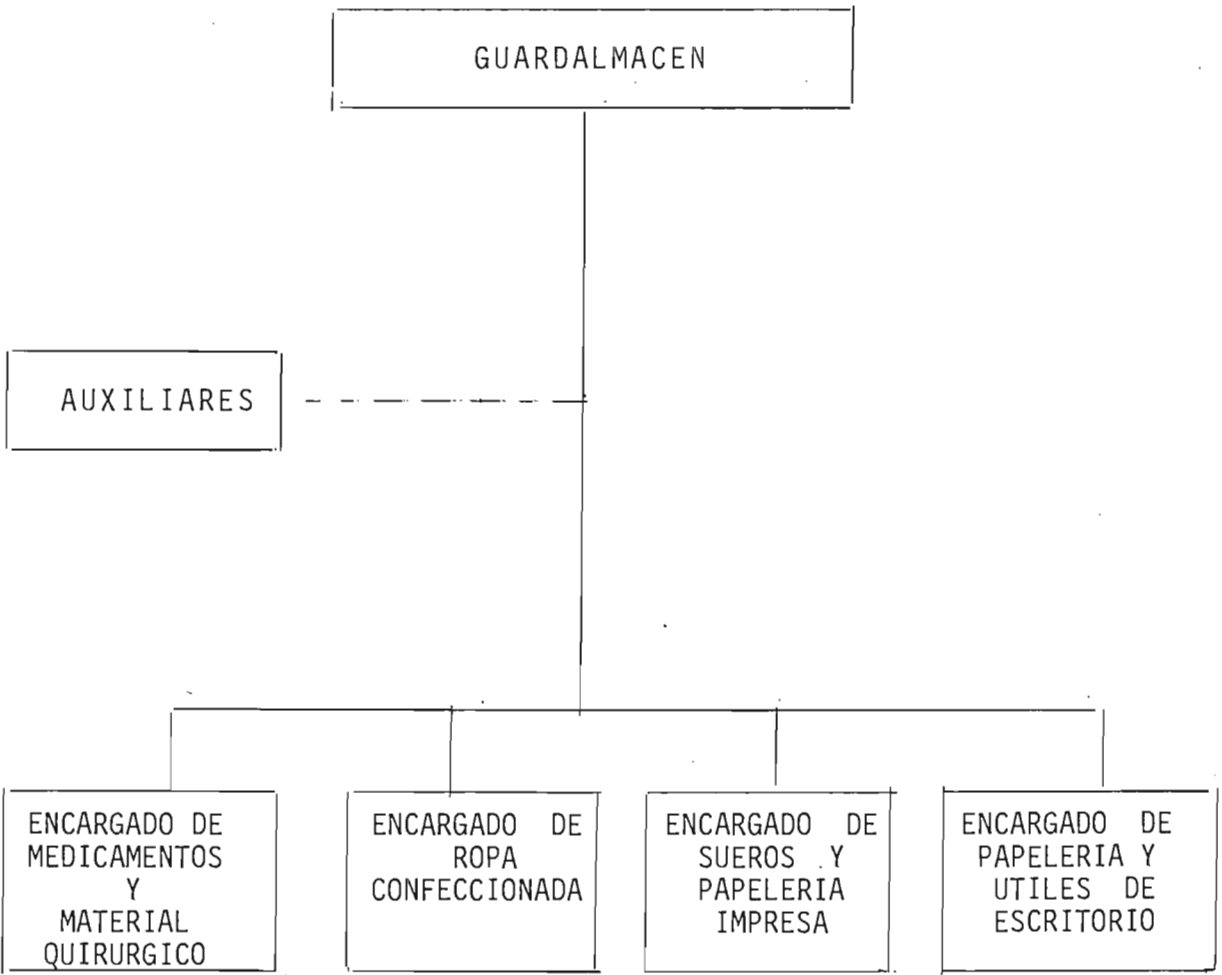 GUARDALMACEN
AUXILIARES
ENCARGADO DE
MEDICAMENTOS
Y
MATERIAL
QUIRURGICO
ENCARGADO DE
ROPA
CONFECCIONADA
ENCARGADO DE
SUEROS Y
PAPELERIA
IMPRESA
ENCARGADO DE
PAPELERIA Y
UTILES DE
ESCRITORIO